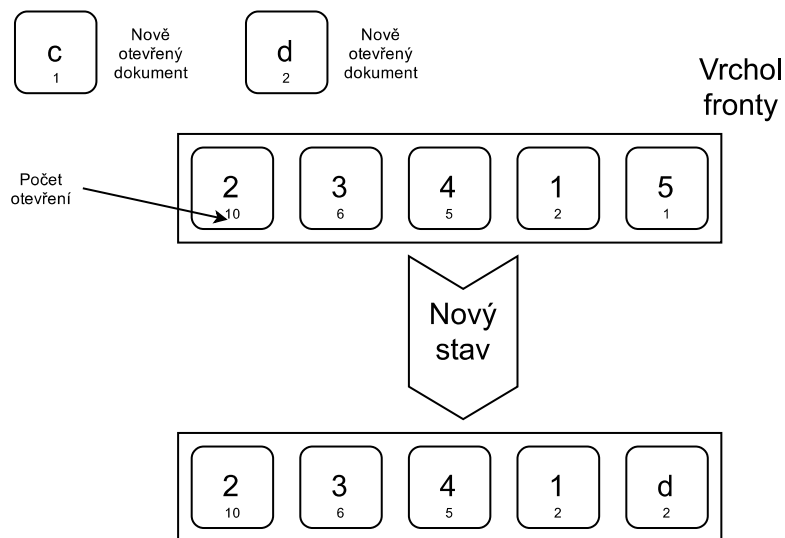 c
1
Nově
otevřený
dokument
d
2
Nově
otevřený
dokument
Vrchol
fronty
Počet
otevření
2
10
3
6
4
5
1
2
5
1
Nový
stav
2
10
3
6
4
5
1
2
d
2